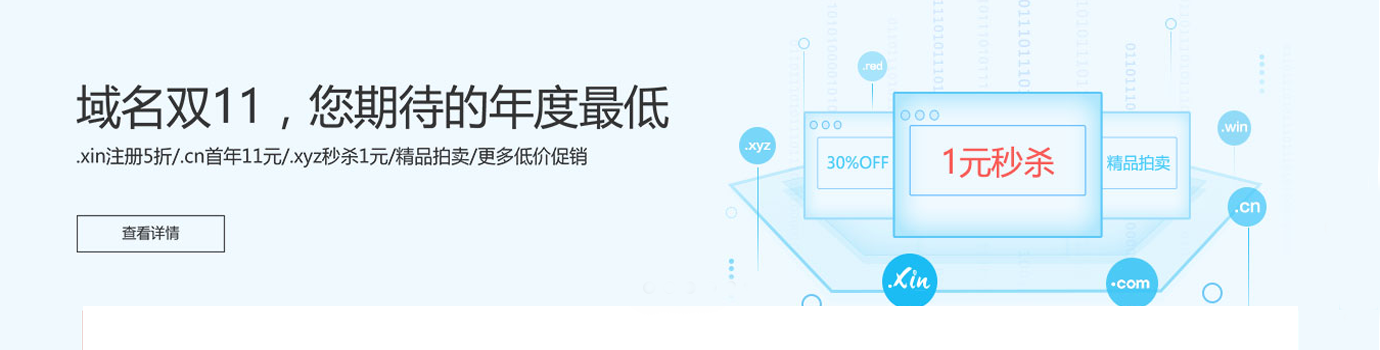 域名双11，您期待的年度最低
.xin注册5折/.cn首年11元/.xyz秒杀1元/精品拍卖/更多低价促销
查看详情
.red
.xyz
.win
30%OFF
1元秒杀
精品拍卖
.cn
.xin
.com